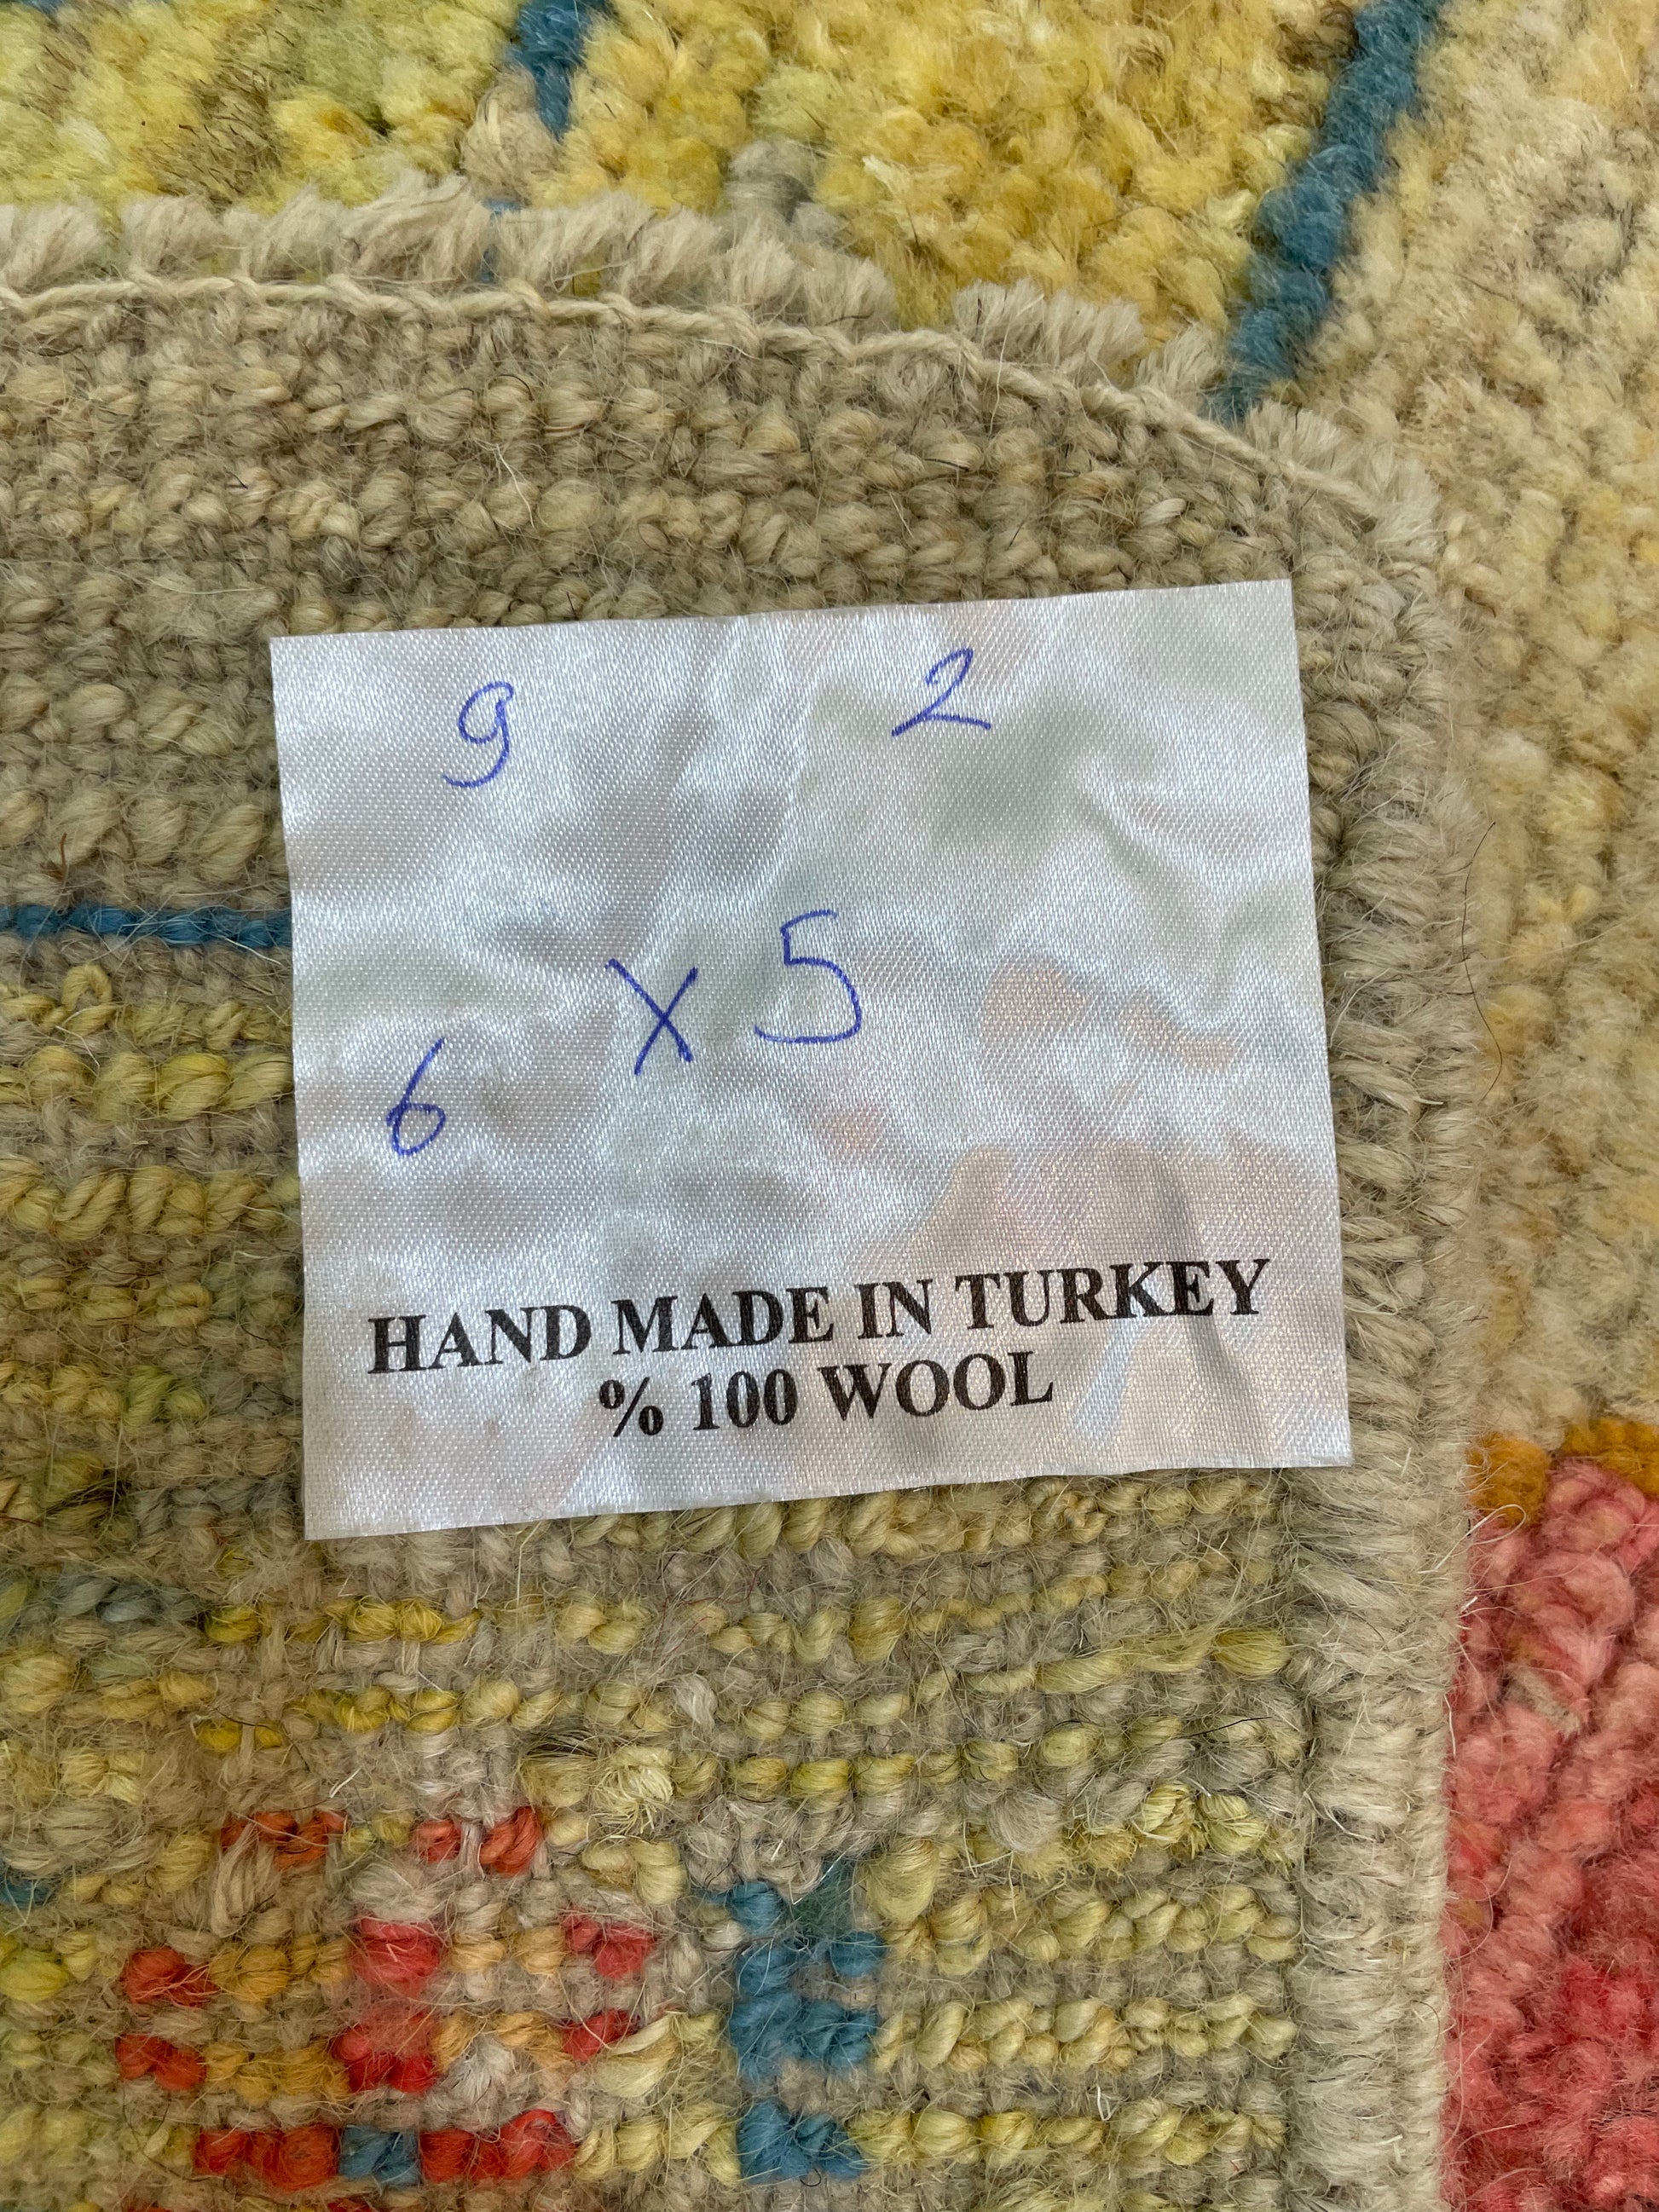 9 2
6 X 5
HAND MADE IN TURKEY
% 100 WOOL